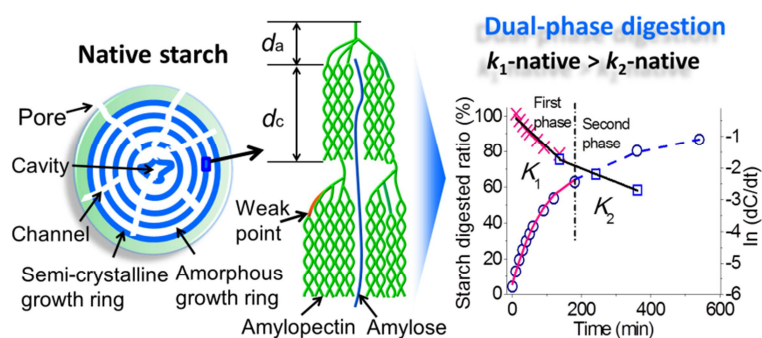 Native starch
Pore
Cavity
Channel
Semi-crystalline
growth ring
Amorphous
growth ring
da
dc
Weak
point
Amylopectin
Amylose
Dual-phase digestion
k1-native > k2-native
Starch digested ratio (%)
100
80
60
40
20
0
First
phase
Second
phase
K1
K2
-1
-2
-3
-4
-5
-6
ln (dC/dt)
0
200
400
600
Time (min)